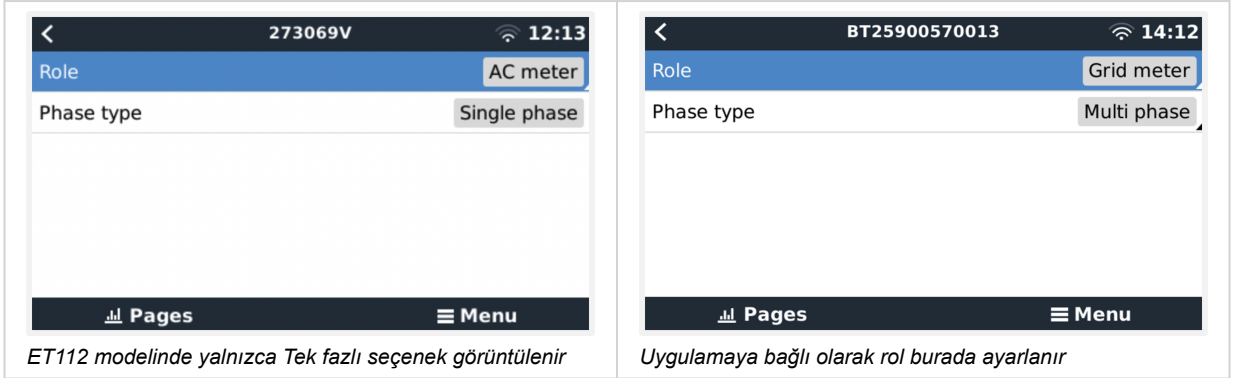 273069V 12:13
Role AC meter
Phase type Single phase
Pages Menu
ET112 modelinde yalnızca Tek fazlı seçenek görüntülenir
BT25900570013 14:12
Role Grid meter
Phase type Multi phase
Pages Menu
Uygulamaya bağlı olarak rol burada ayarlanır